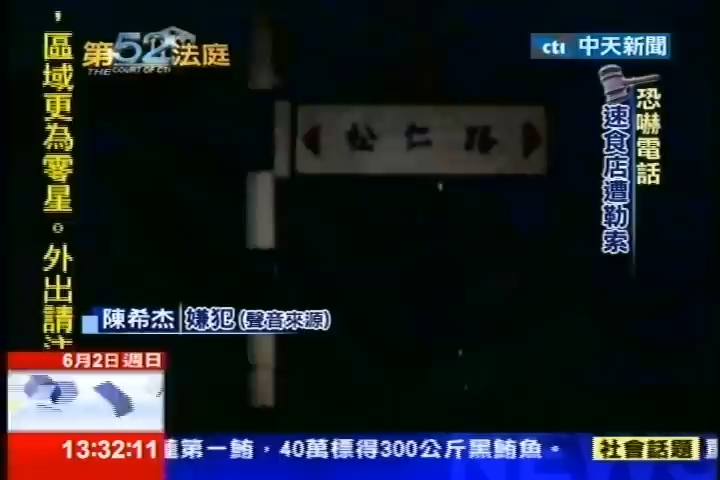 ，區域更為零星。外出請
第52法庭
THE COURT OF CTI
cti 中天新聞
恐嚇電話
速食店遭勒索
松仁路
陳希杰 嫌犯(聲音來源)
6月2日週日
13:32:11
第一鮪，40萬標得300公斤黑鮪魚。
社會話題
NEWS